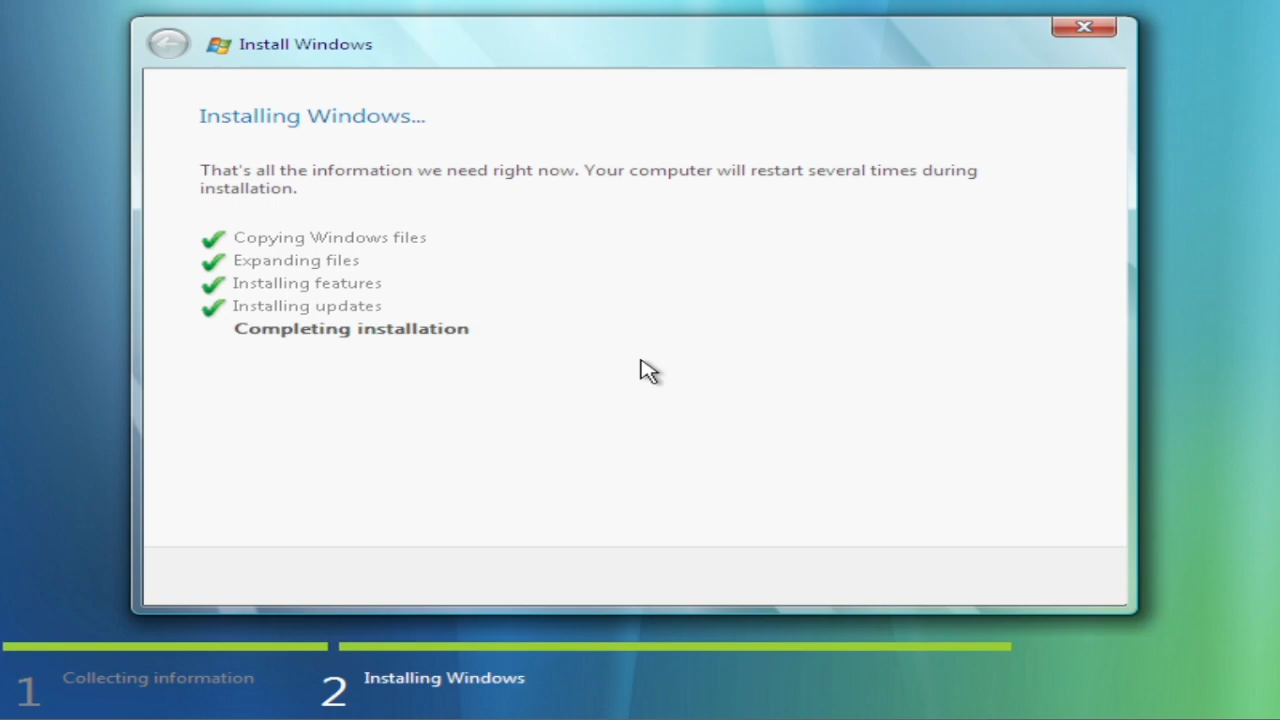 Install Windows
Installing Windows...
That's all the information we need right now. Your computer will restart several times during
installation.
Copying Windows files
Expanding files
Installing features
Installing updates
Completing installation
1 Collecting information
2 Installing Windows